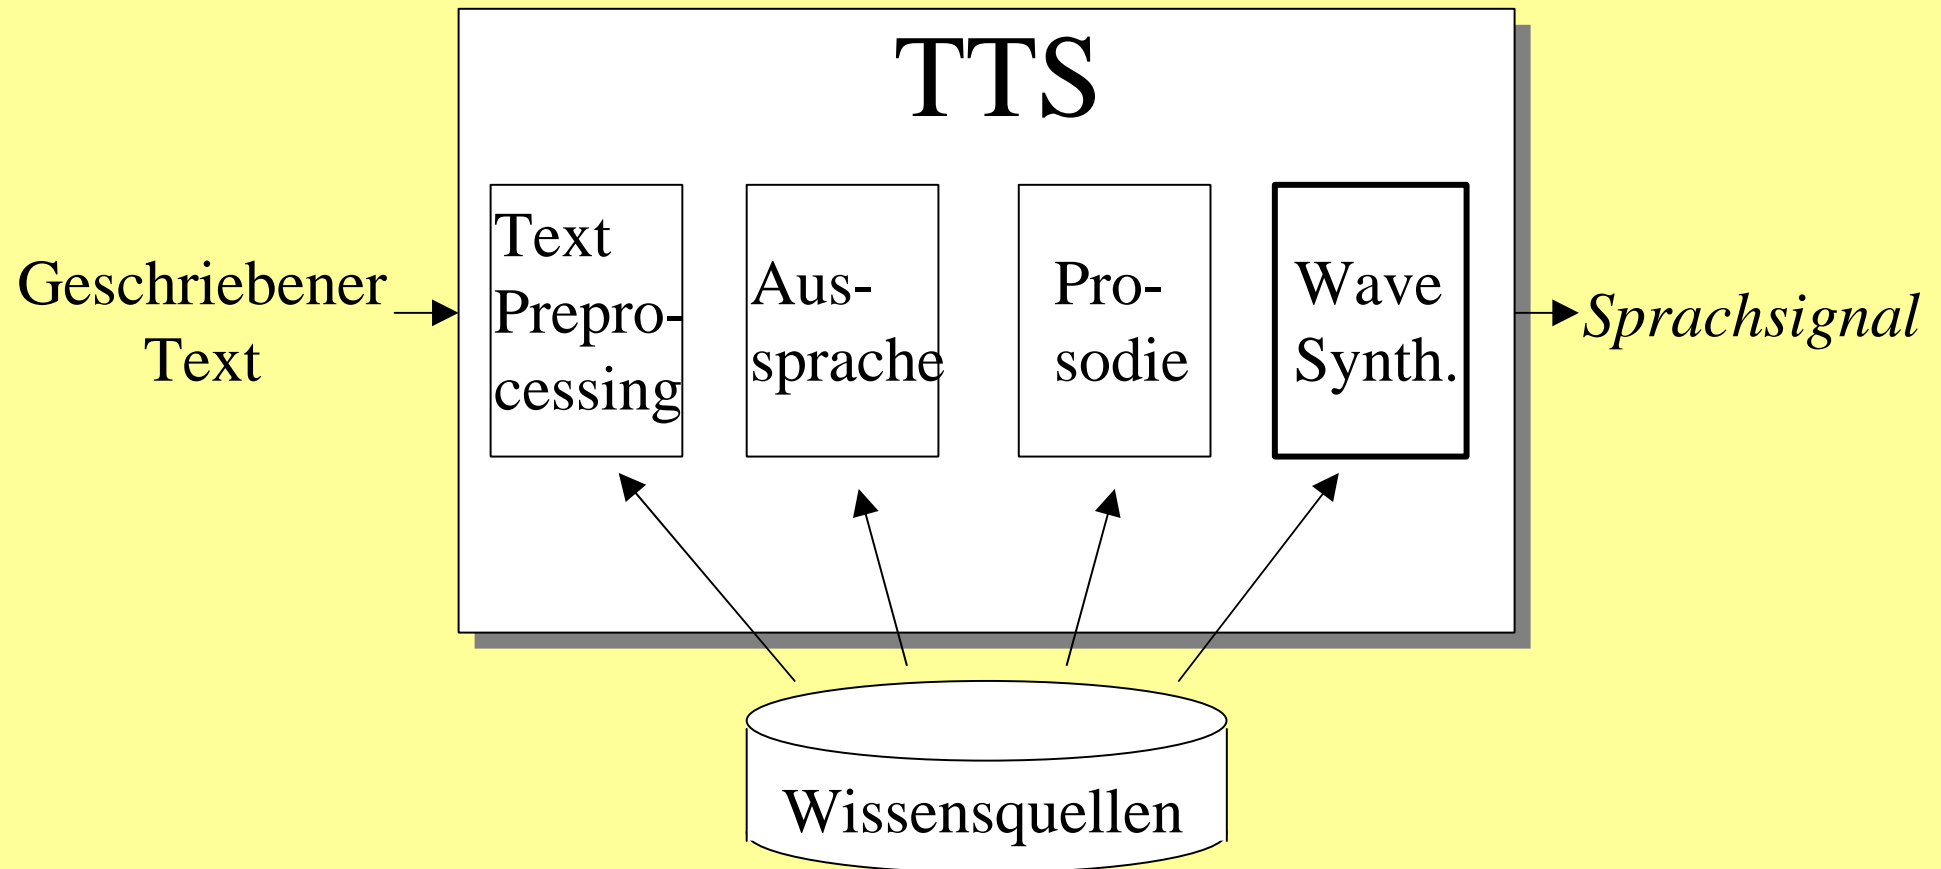 TTS
Geschriebener
Text
Text
Prepro-
cessing
Aus-
sprache
Pro-
sodie
Wave
Synth.
Sprachsignal
Wissensquellen